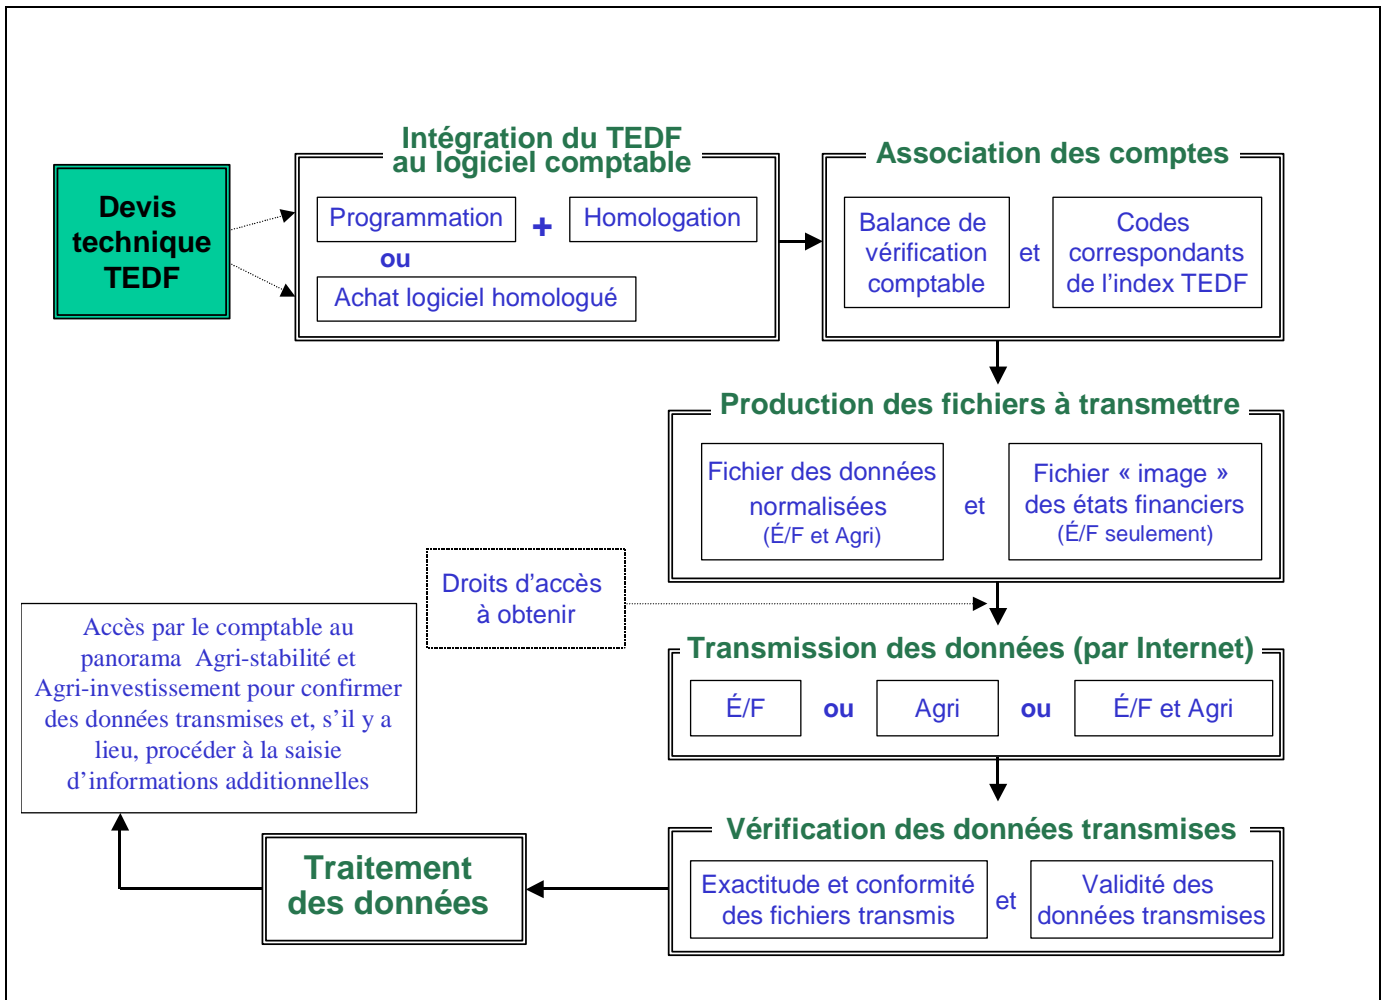 Devis
technique
TEDF
Intégration du TEDF
au logiciel comptable
Programmation
+
Homologation
ou
Achat logiciel homologué
Association des comptes
Balance de
vérification
comptable
et
Codes
correspondants
de l’index TEDF
Production des fichiers à transmettre
Fichier des données
normalisées
(É/F et Agri)
et
Fichier « image »
des états financiers
(É/F seulement)
Droits d'accès
à obtenir
Transmission des données (par Internet)
É/F
ou
Agri
ou
É/F et Agri
Vérification des données transmises
Exactitude et conformité
des fichiers transmis
et
Validité des
données transmises
Traitement
des données
Accès par le comptable au
panorama Agri-stabilité et
Agri-investissement pour confirmer
des données transmises et, s’il y a
lieu, procéder à la saisie
d’informations additionnelles